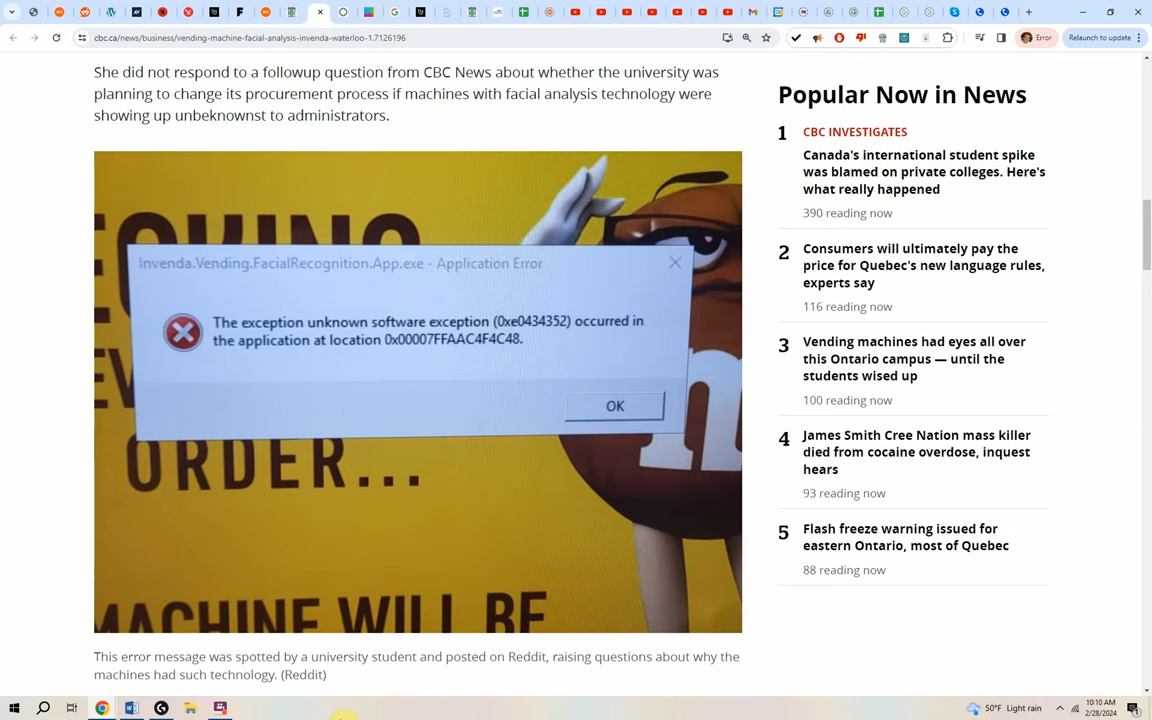 cbc.ca/news/business/vending-machine-facial-analysis-invenda-waterloo-1.7126196
Error
Relaunch to update
She did not respond to a followup question from CBC News about whether the university was
planning to change its procurement process if machines with facial analysis technology were
showing up unbeknownst to administrators.
Invenda.Vending.FacialRecognition.App.exe - Application Error
The exception unknown software exception (0xe0434352) occurred in
the application at location 0x00007FFAAC4F4C48.
OK
ORDER...
MACHINE WILL BE
This error message was spotted by a university student and posted on Reddit, raising questions about why the
machines had such technology. (Reddit)
Popular Now in News
1
CBC INVESTIGATES
Canada's international student spike
was blamed on private colleges. Here's
what really happened
390 reading now
2
Consumers will ultimately pay the
price for Quebec's new language rules,
experts say
116 reading now
3
Vending machines had eyes all over
this Ontario campus — until the
students wised up
100 reading now
4
James Smith Cree Nation mass killer
died from cocaine overdose, inquest
hears
93 reading now
5
Flash freeze warning issued for
eastern Ontario, most of Quebec
88 reading now
50°F Light rain
10:10 AM
2/28/2024